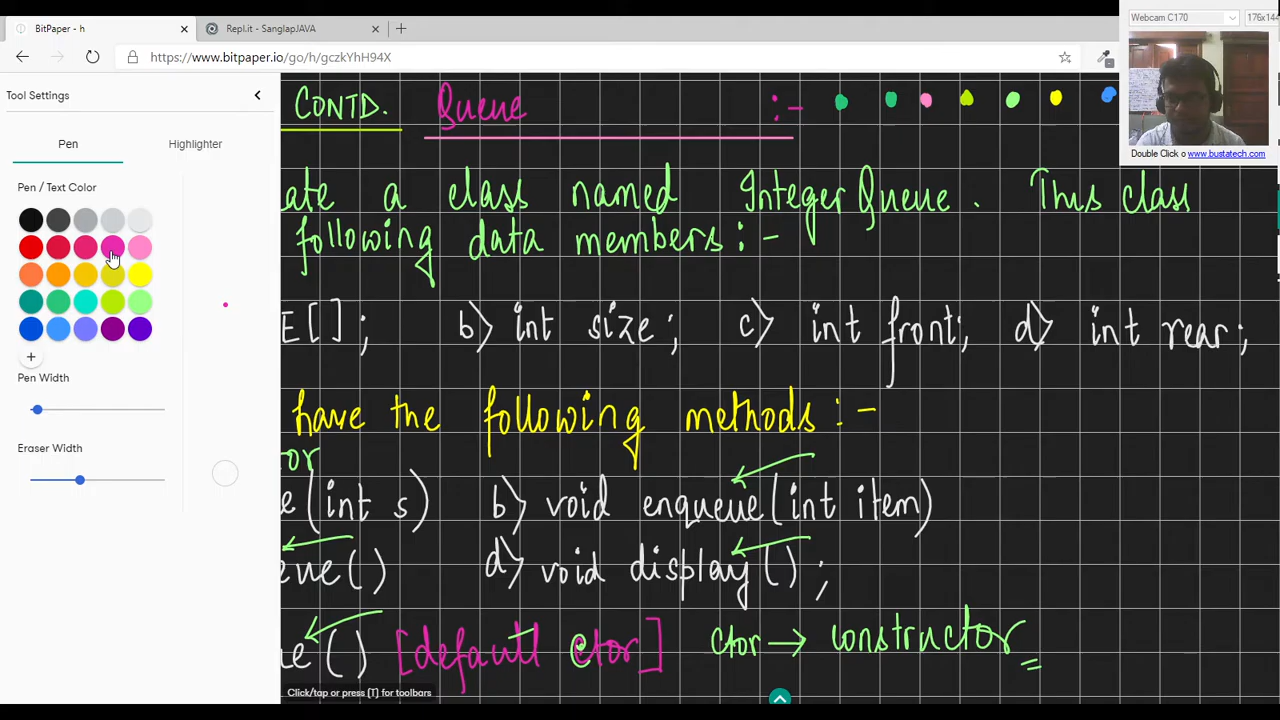 BitPaper - h
Repl.it - SanglapJAVA
Webcam C170
176x14
https://www.bitpaper.io/go/h/gczkYhH94X
Double Click o www.bustatech.com
Tool Settings
Pen
Highlighter
Pen / Text Color
Pen Width
Eraser Width
CONTD. Queue :-
ate a class named IntegerQueue. This class
following data members :-
E[]; b) int size; c) int front; d) int rear;
have the following methods :-
or
e(int s) b) void enqueue(int item)
eue() d) void display();
ue() [default ctor] ctor → constructor
Click/tap or press [T] for toolbars